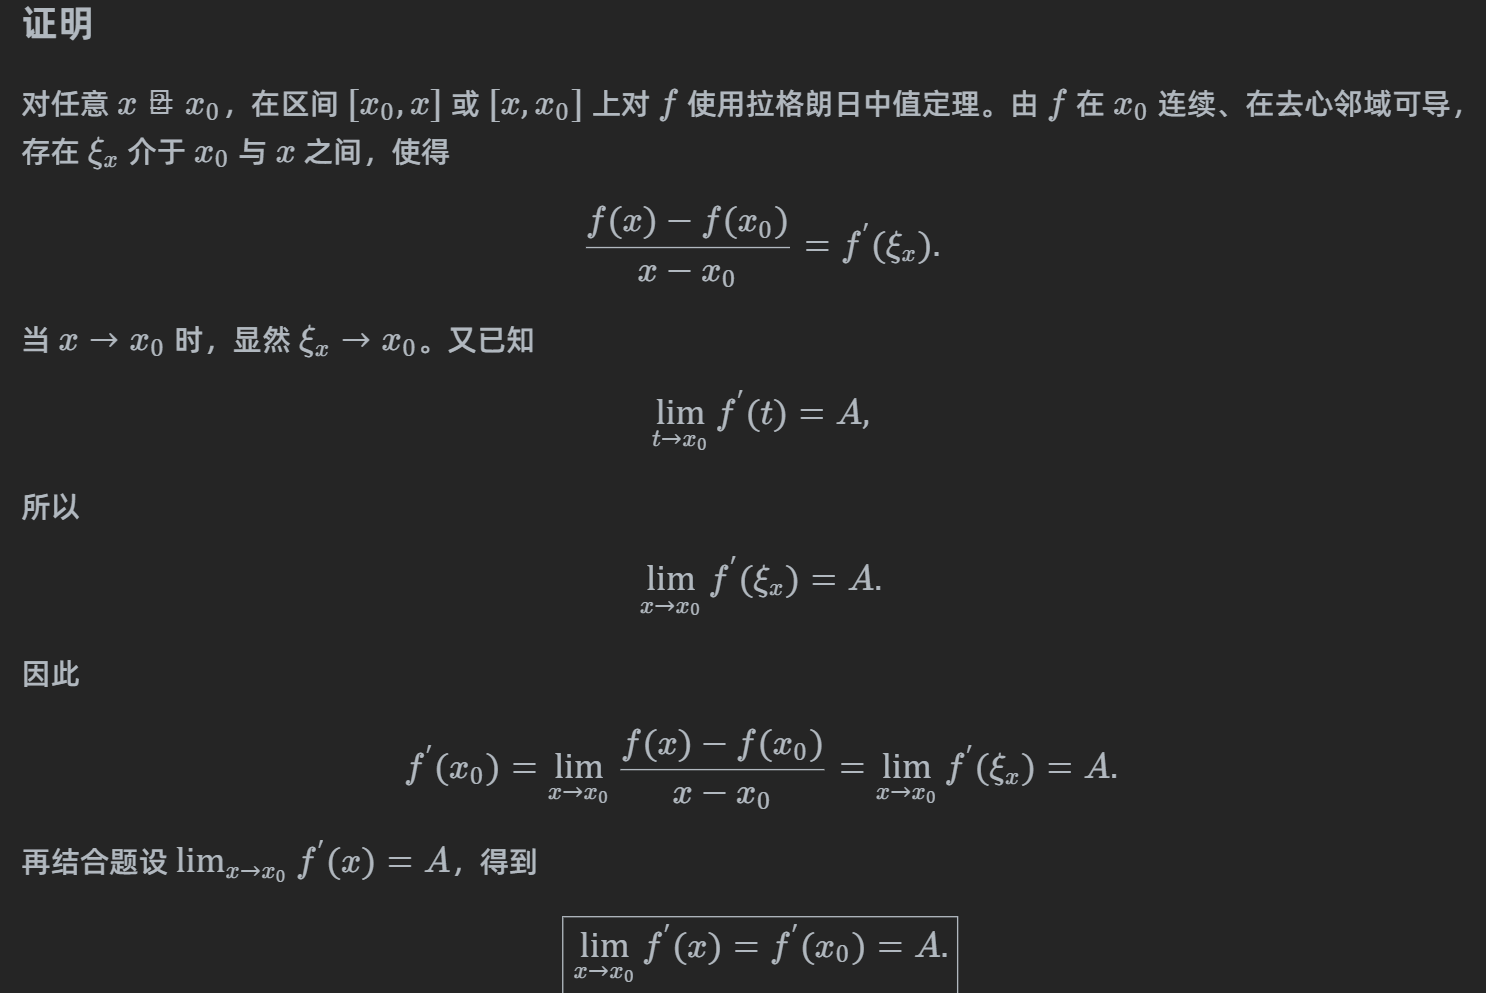 证明
对任意 x x₀，在区间 [x₀, x] 或 [x, x₀] 上对 f 使用拉格朗日中值定理。由 f 在 x₀ 连续、在去心邻域可导，
存在 ξₓ 介于 x₀ 与 x 之间，使得
\frac{f(x) − f(x₀)}{x − x₀} = f′(ξₓ).
当 x → x₀ 时，显然 ξₓ → x₀。又已知
\lim_{t→x₀} f′(t) = A,
所以
\lim_{x→x₀} f′(ξₓ) = A.
因此
f′(x₀) = \lim_{x→x₀} \frac{f(x) − f(x₀)}{x − x₀} = \lim_{x→x₀} f′(ξₓ) = A.
再结合题设 lim_{x→x₀} f′(x) = A，得到
\lim_{x→x₀} f′(x) = f′(x₀) = A.